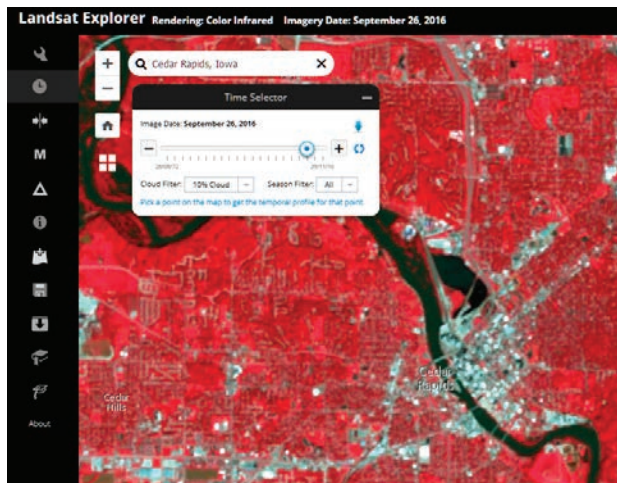 Landsat Explorer Rendering: Color Infrared Imagery Date: September 26, 2016
Cedar Rapids, Iowa
Time Selector
Image Date: September 26, 2016
Cloud Filter: 10% Cloud Season Filter: All
Pick a point on the map to get the temporal profile for that point
M
Cedar
Rapids
Cedar
Hills
About